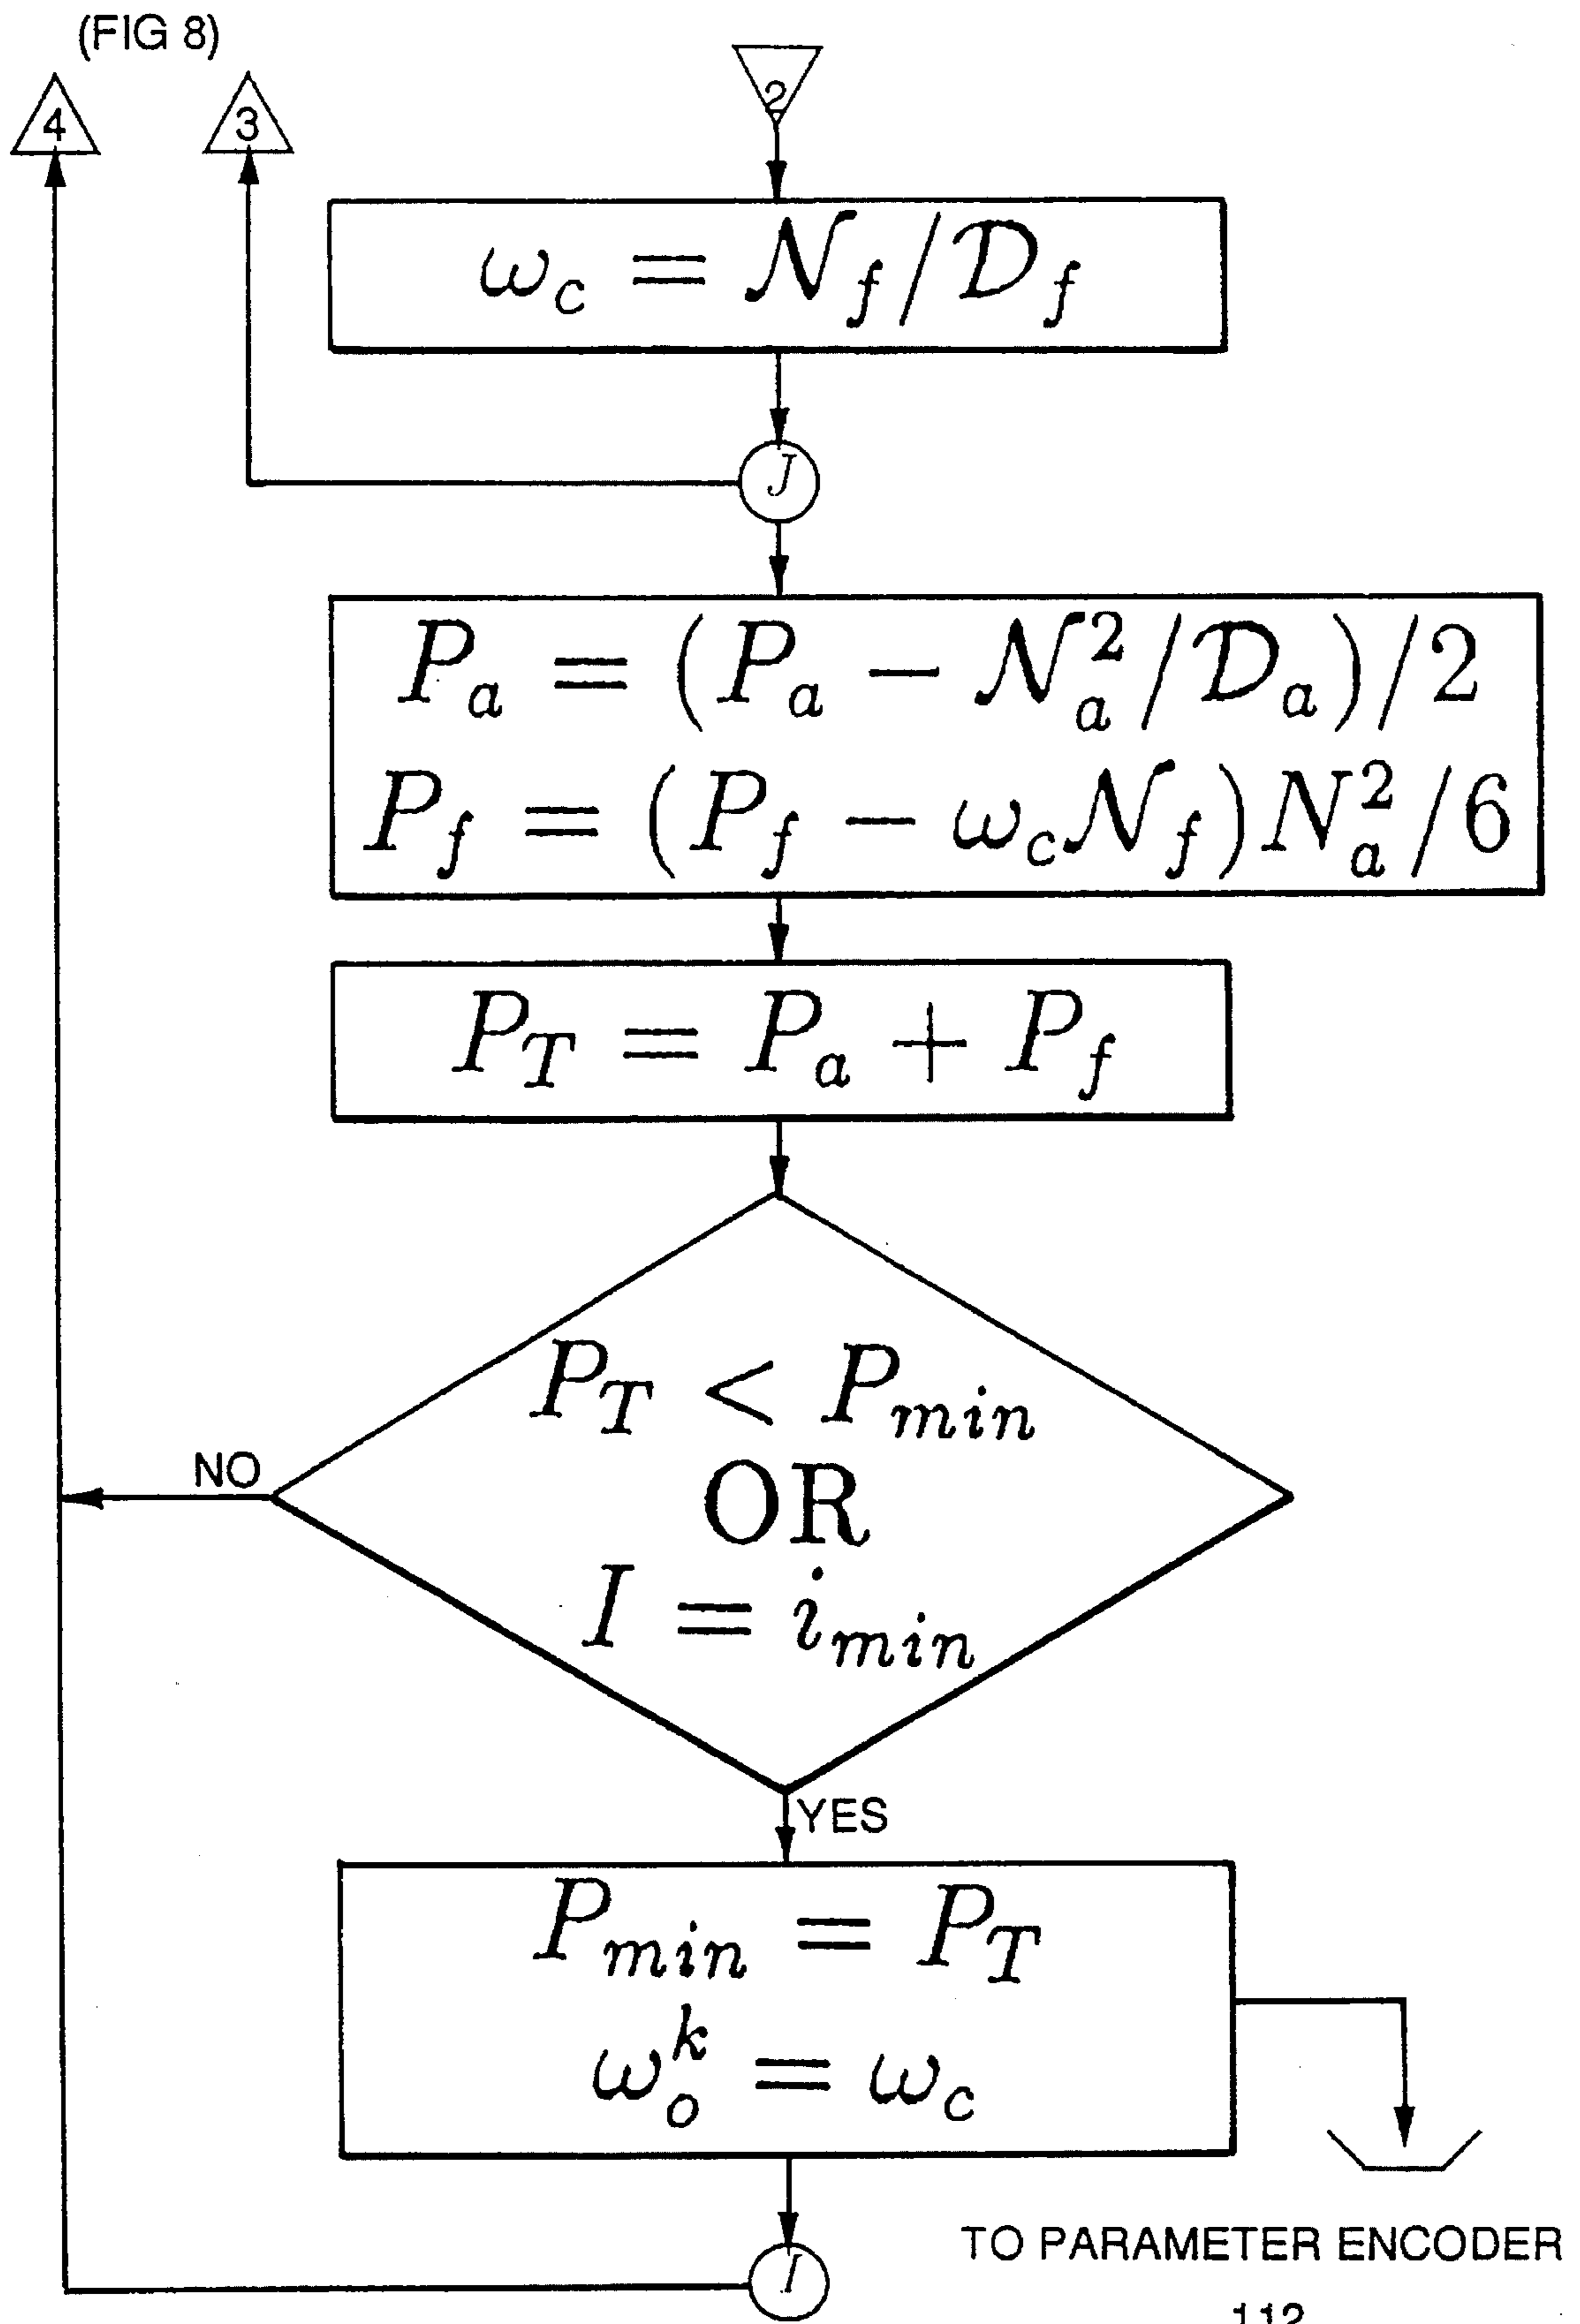 (FIG 8)
4
3
2
ω_c = 𝒩_f/𝒟_f
J
P_a = (P_a − 𝒩_a^2/𝒟_a)/2
P_f = (P_f − ω_c𝒩_f)N_a^2/6
P_T = P_a + P_f
P_T < P_min
OR
I = i_min
NO
YES
P_min = P_T
ω_o^k = ω_c
TO PARAMETER ENCODER
I
112